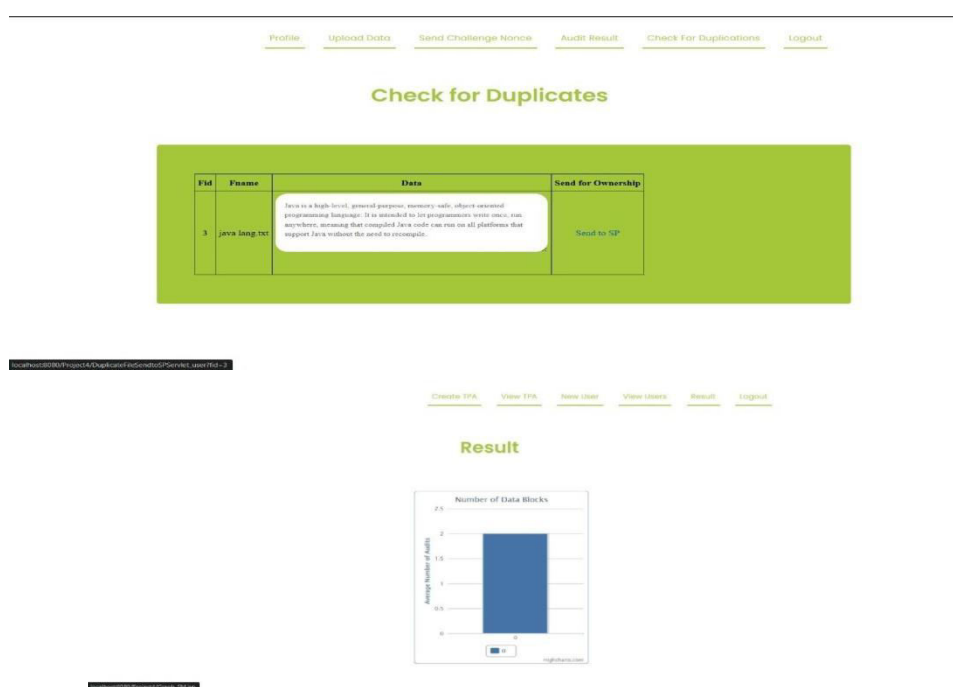 Profile Upload Data Send Challenge Nonce Audit Result Check For Duplications Logout
Check for Duplicates
Fid Fname Data Send for Ownership
Java is a high-level, general-purpose, memory-safe, object-oriented
programming language. It is intended to let programmers write once, run
anywhere, meaning that compiled Java code can run on all platforms that
support Java without the need to recompile.
3 java lang.txt Send to SP
localhost:8080/Project4/DuplicateFileSendtoSPServlet_user?fid=3
Create TPA View TPA New User View Users Result Logout
Result
Number of Data Blocks
2.5
2
1.5
1
0.5
0
Average Number of Audits
0
0
Highcharts.com